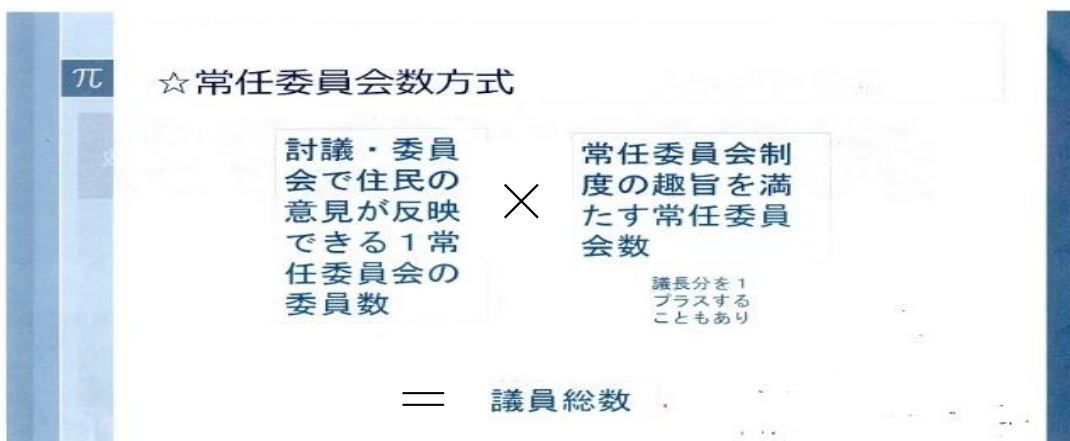 π
☆常任委員会数方式
討議・委員
会で住民の
意見が反映
できる１常
任委員会の
委員数
×
常任委員会制
度の趣旨を満
たす常任委員
会数
議長分を１
プラスする
こともあり
＝ 議員総数